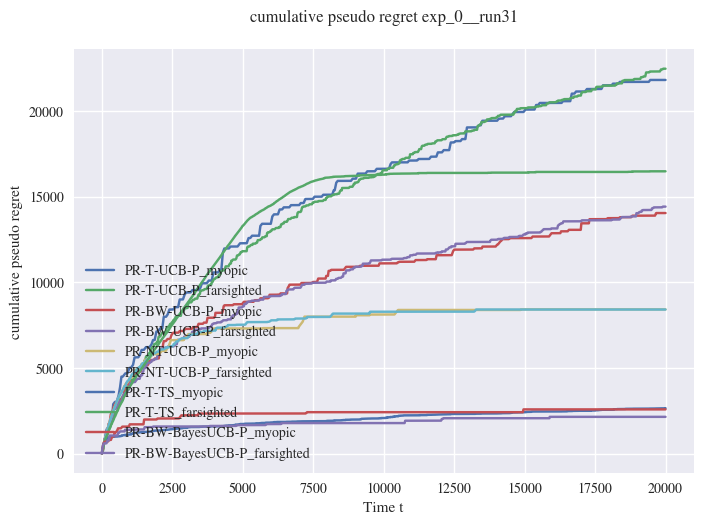 cumulative pseudo regret exp_0__run31
cumulative pseudo regret
20000
15000
10000
5000
0
PR-T-UCB-P_myopic
PR-T-UCB-P_farsighted
PR-BW-UCB-P_myopic
PR-BW-UCB-P_farsighted
PR-NT-UCB-P_myopic
PR-NT-UCB-P_farsighted
PR-T-TS_myopic
PR-T-TS_farsighted
PR-BW-BayesUCB-P_myopic
PR-BW-BayesUCB-P_farsighted
0 2500 5000 7500 10000 12500 15000 17500 20000
Time t